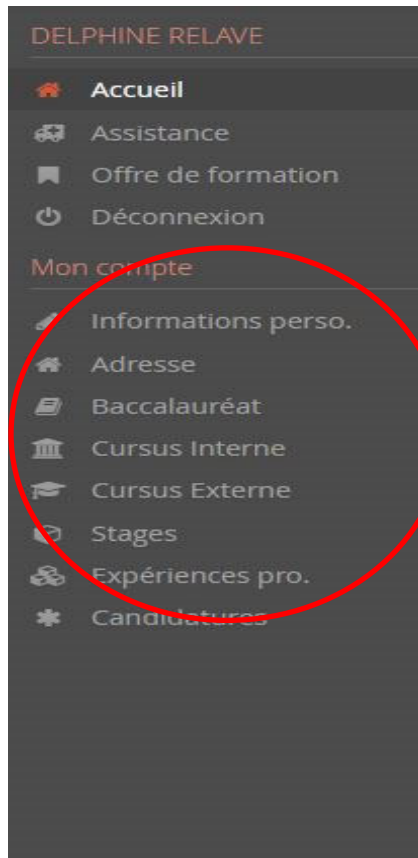 DELPHINE RELAVE
Accueil
Assistance
Offre de formation
Déconnexion
Mon compte
Informations perso.
Adresse
Baccalauréat
Cursus Interne
Cursus Externe
Stages
Expériences pro.
Candidatures